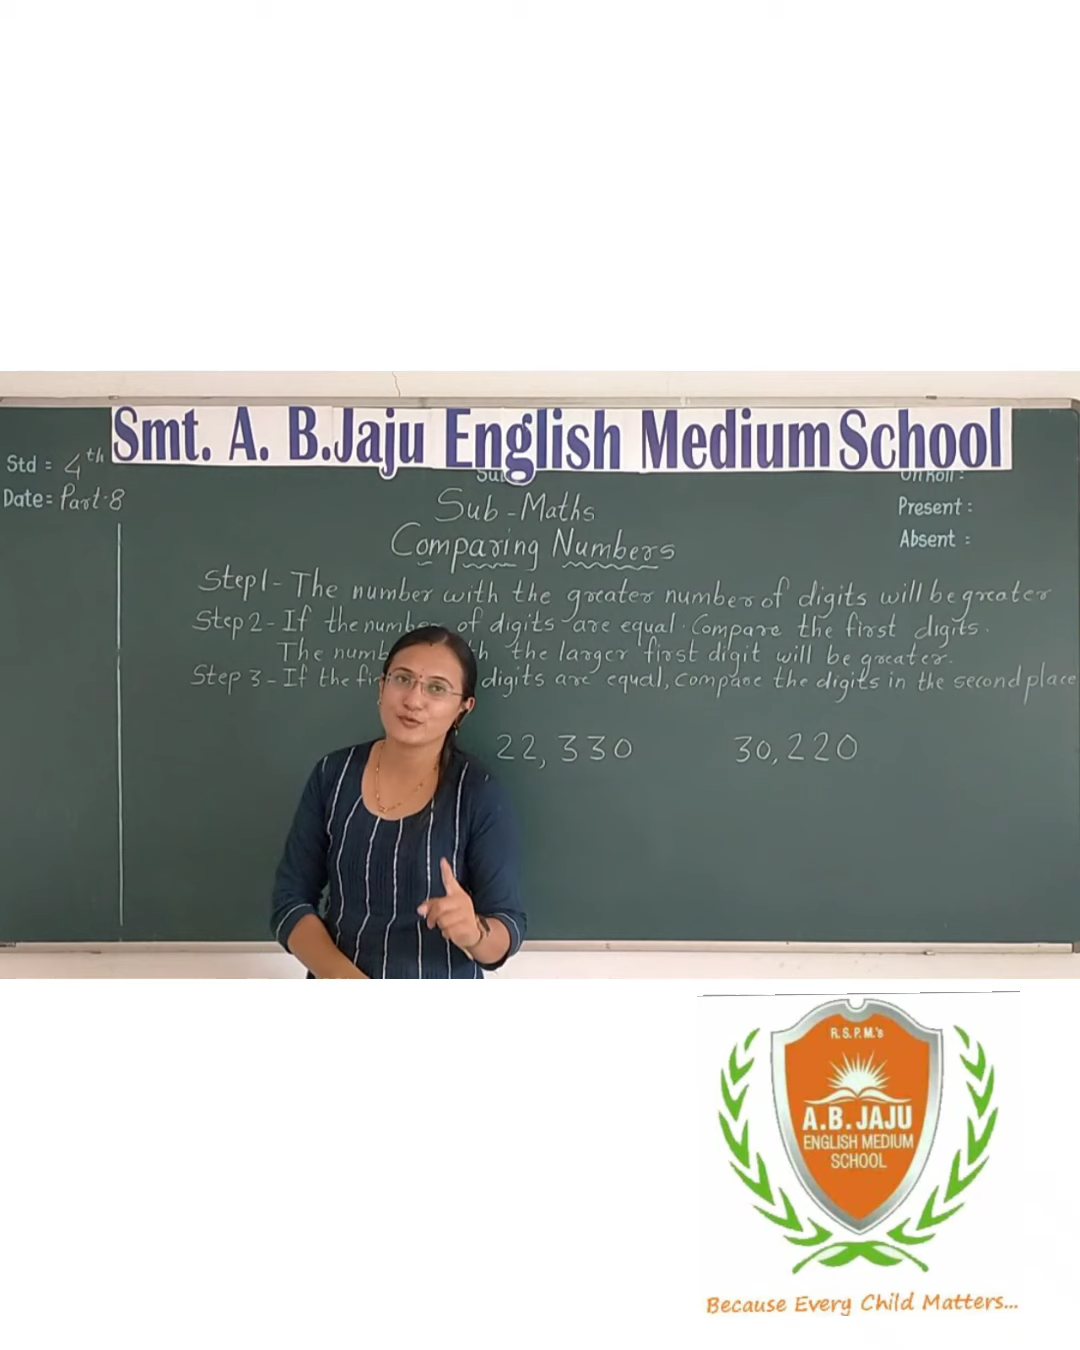 Smt. A. B.Jaju English Medium School
Std = 4th
Date = Part-8
On Roll :
Present :
Absent :
Sub - Maths
Comparing Numbers
Step 1 - The number with the greater number of digits will be greater
Step 2 - If the number of digits are equal. Compare the first digits.
The the larger first digit will be greater.
Step 3 - If the digits are equal, compare the digits in the second place
22,330 30,220
R.S.P.M.'s
A.B. JAJU
ENGLISH MEDIUM
SCHOOL
Because Every Child Matters...